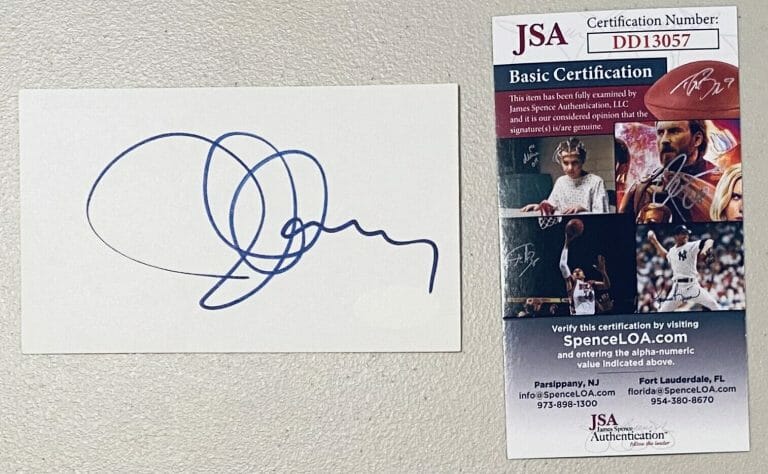 JSA
Certification Number:
DD13057
Basic Certification
This item has been fully examined by
James Spence Authentication, LLC
and it is our considered opinion that the
signature(s) is/are genuine.
Verify this certification by visiting
SpenceLOA.com
and entering the alpha-numeric
value indicated above.
Parsippany, NJ
info@SpenceLOA.com
973-898-1300
Fort Lauderdale, FL
florida@SpenceLOA.com
954-380-8670
JSA
James Spence
Authentication
Follow the leader